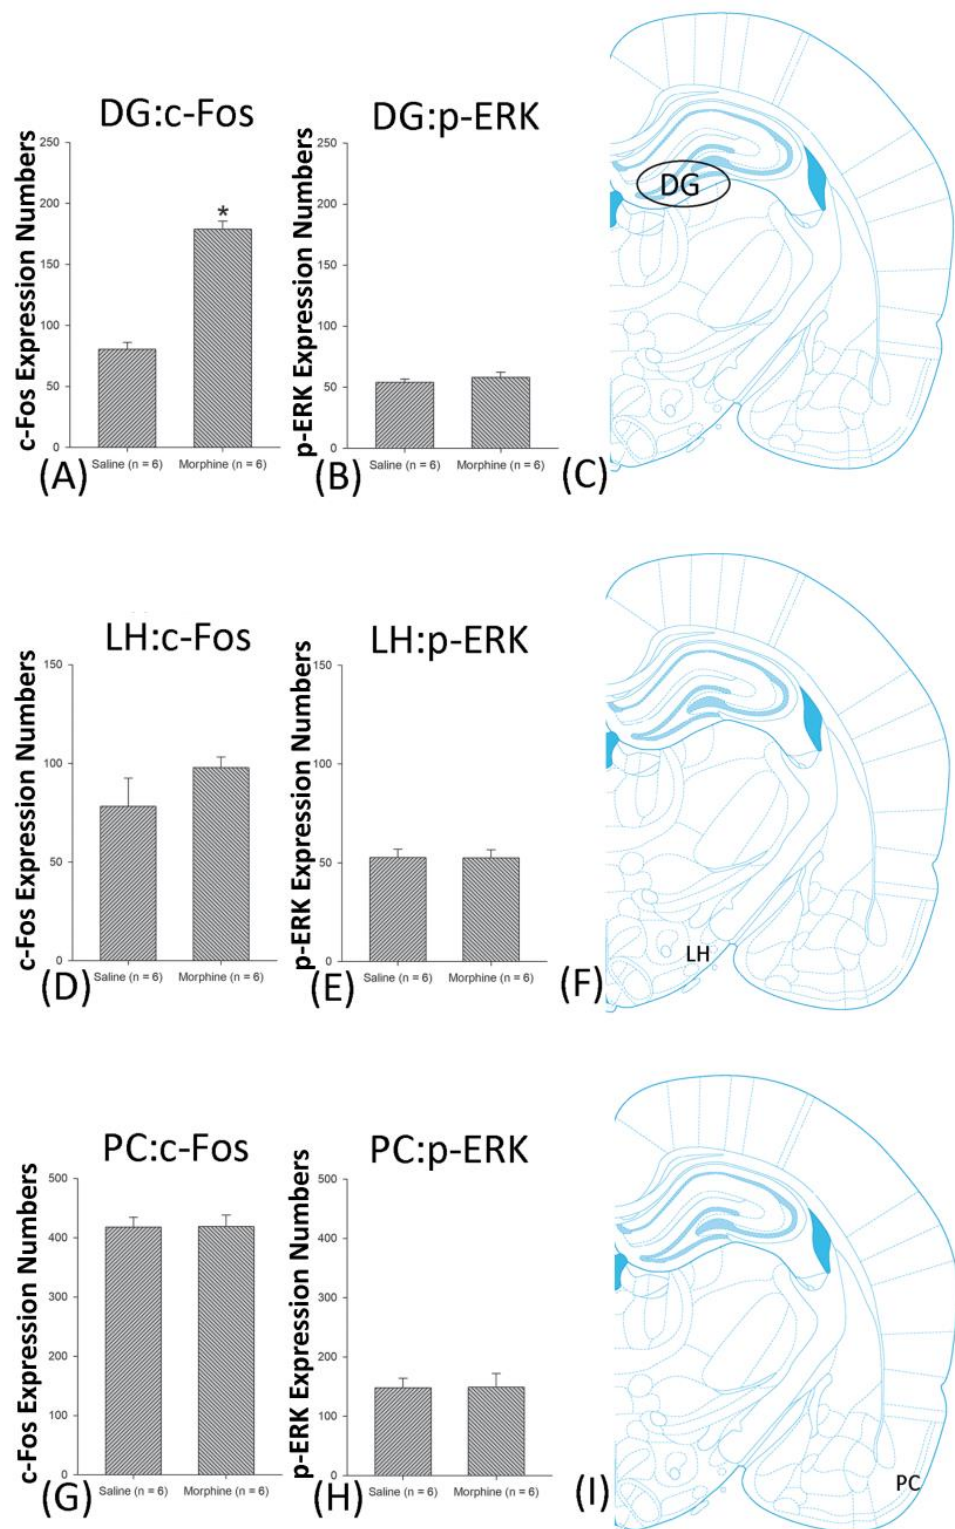 DG:c-Fos
c-Fos Expression Numbers
250
200
150
100
50
0
*
Saline (n = 6) Morphine (n = 6)
(A)
DG:p-ERK
p-ERK Expression Numbers
250
200
150
100
50
0
Saline (n = 6) Morphine (n = 6)
(B)
DG
(C)
LH:c-Fos
c-Fos Expression Numbers
150
100
50
0
Saline (n = 6) Morphine (n = 6)
(D)
LH:p-ERK
p-ERK Expression Numbers
150
100
50
0
Saline (n = 6) Morphine (n = 6)
(E)
LH
(F)
PC:c-Fos
c-Fos Expression Numbers
500
400
300
200
100
0
Saline (n = 6) Morphine (n = 6)
(G)
PC:p-ERK
p-ERK Expression Numbers
500
400
300
200
100
0
Saline (n = 6) Morphine (n = 6)
(H)
PC
(I)